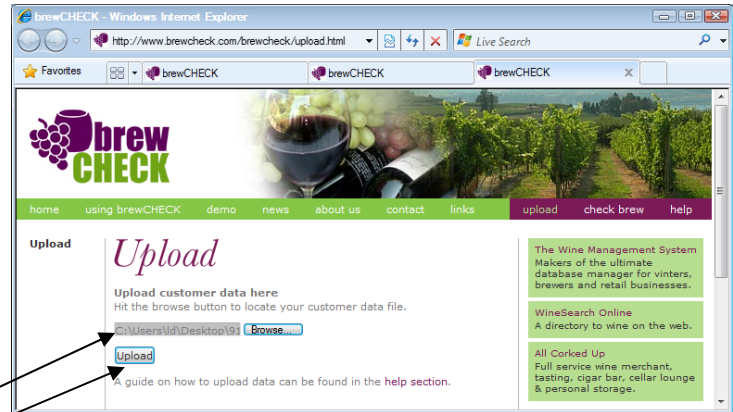 brewCHECK - Windows Internet Explorer
http://www.brewcheck.com/brewcheck/upload.html
Live Search
Favorites
brewCHECK
brewCHECK
brewCHECK
brew
CHECK
home using brewCHECK demo news about us contact links upload check brew help
Upload
Upload
Upload customer data here
Hit the browse button to locate your customer data file.
C:\Users\ld\Desktop\91 Browse...
Upload
A guide on how to upload data can be found in the help section.
The Wine Management System
Makers of the ultimate
database manager for vinters,
brewers and retail businesses.
WineSearch Online
A directory to wine on the web.
All Corked Up
Full service wine merchant,
tasting, cigar bar, cellar lounge
& personal storage.